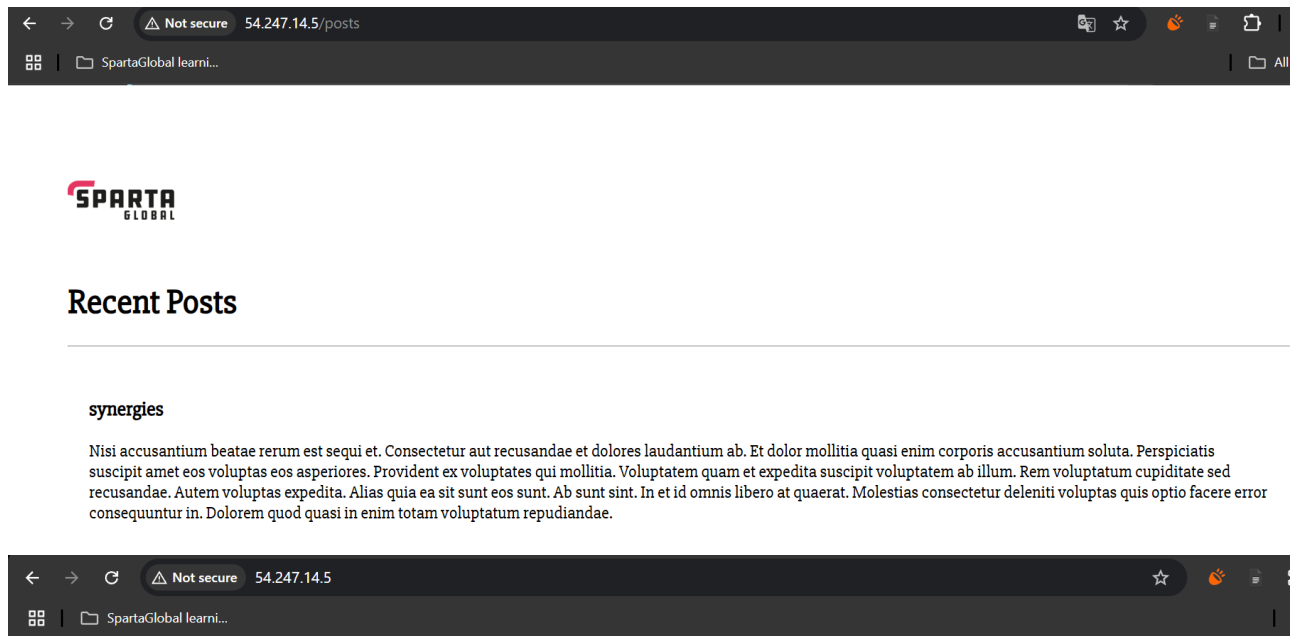 Not secure 54.247.14.5/posts
SpartaGlobal learni...
All
SPARTA
GLOBAL
Recent Posts
synergies
Nisi accusantium beatae rerum est sequi et. Consectetur aut recusandae et dolores laudantium ab. Et dolor mollitia quasi enim corporis accusantium soluta. Perspiciatis
suscipit amet eos voluptas eos asperiores. Provident ex voluptates qui mollitia. Voluptatem quam et expedita suscipit voluptatem ab illum. Rem voluptatum cupiditate sed
recusandae. Autem voluptas expedita. Alias quia ea sit sunt eos sunt. Ab sunt sint. In et id omnis libero at quaerat. Molestias consectetur deleniti voluptas quis optio facere error
consequuntur in. Dolorem quod quasi in enim totam voluptatum repudiandae.
Not secure 54.247.14.5
SpartaGlobal learni...